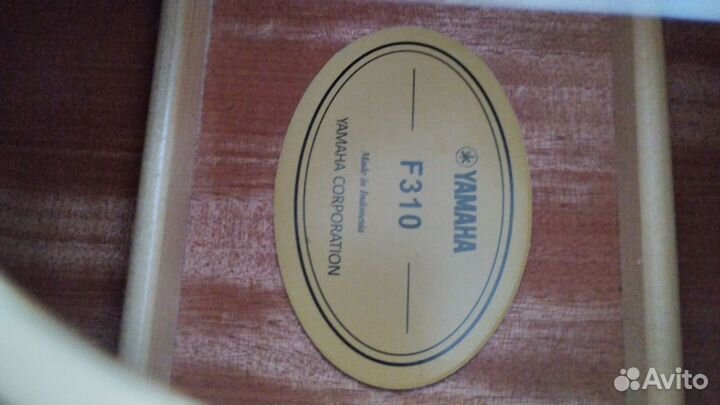 YAMAHA
F310
Made in Indonesia
YAMAHA CORPORATION
Avito